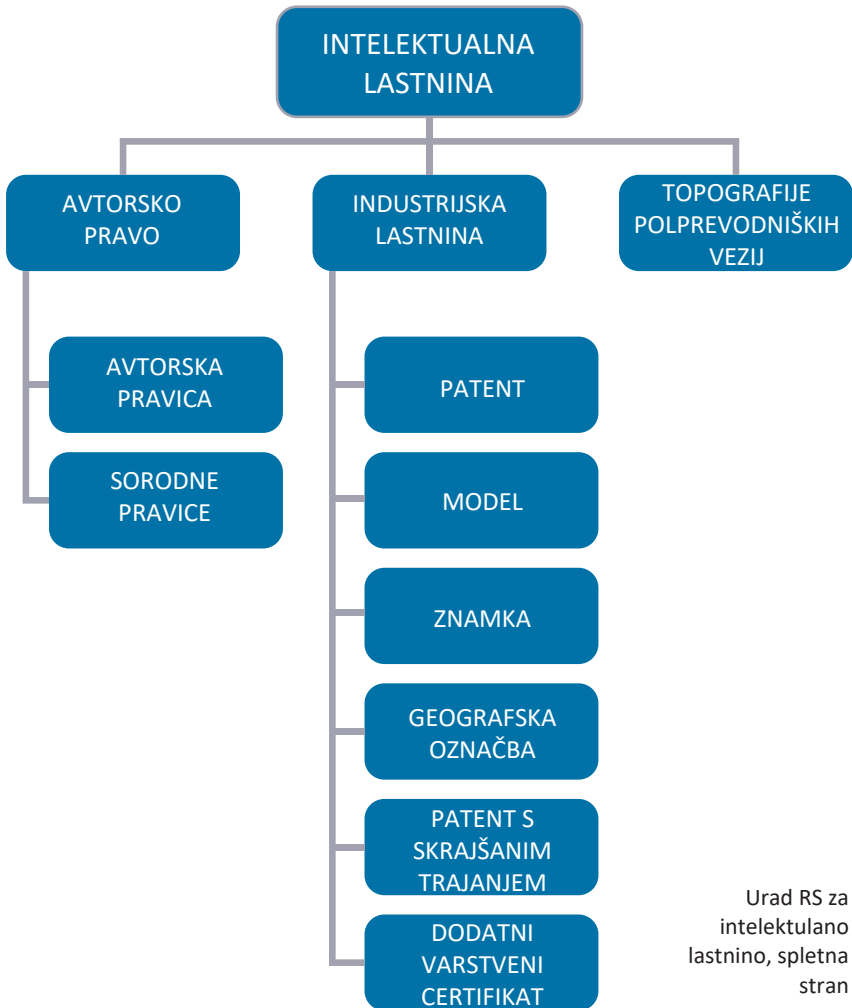 INTELEKTUALNA
LASTNINA
AVTORSKO
PRAVO
INDUSTRIJSKA
LASTNINA
TOPOGRAFIJE
POLPREVODNIŠKIH
VEZIJ
AVTORSKA
PRAVICA
SORODNE
PRAVICE
PATENT
MODEL
ZNAMKA
GEOGRAFSKA
OZNAČBA
PATENT S
SKRAJŠANIM
TRAJANJEM
DODATNI
VARSTVENI
CERTIFIKAT
Urad RS za
intelektulano
lastnino, spletna
stran